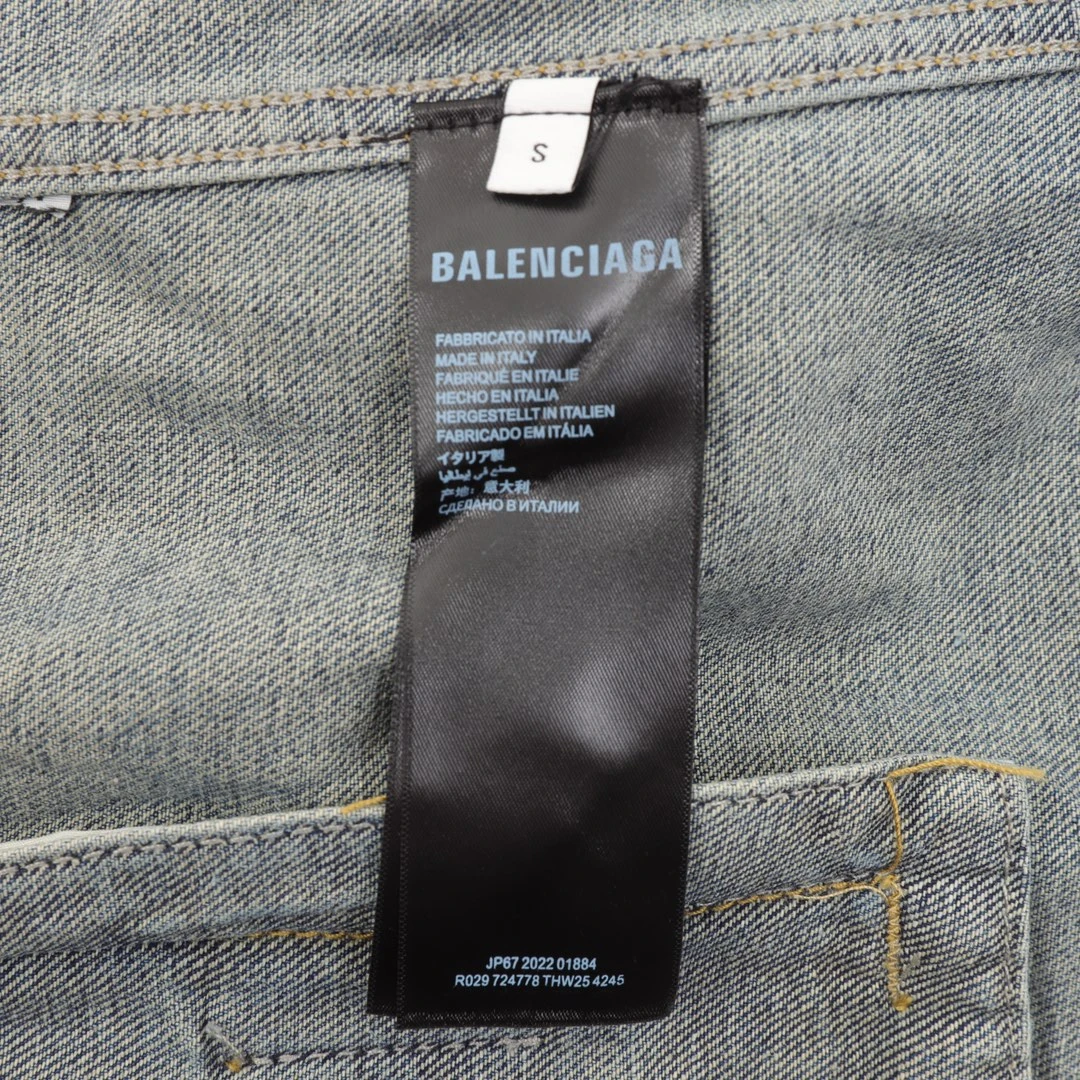 S
BALENCIAGA
FABBRICATO IN ITALIA
MADE IN ITALY
FABRIQUÉ EN ITALIE
HECHO EN ITALIA
HERGESTELLT IN ITALIEN
FABRICADO EM ITÁLIA
イタリア製
صنع في إيطاليا
产地：意大利
СДЕЛАНО В ИТАЛИИ
JP67 2022 01884
R029 724778 THW25 4245